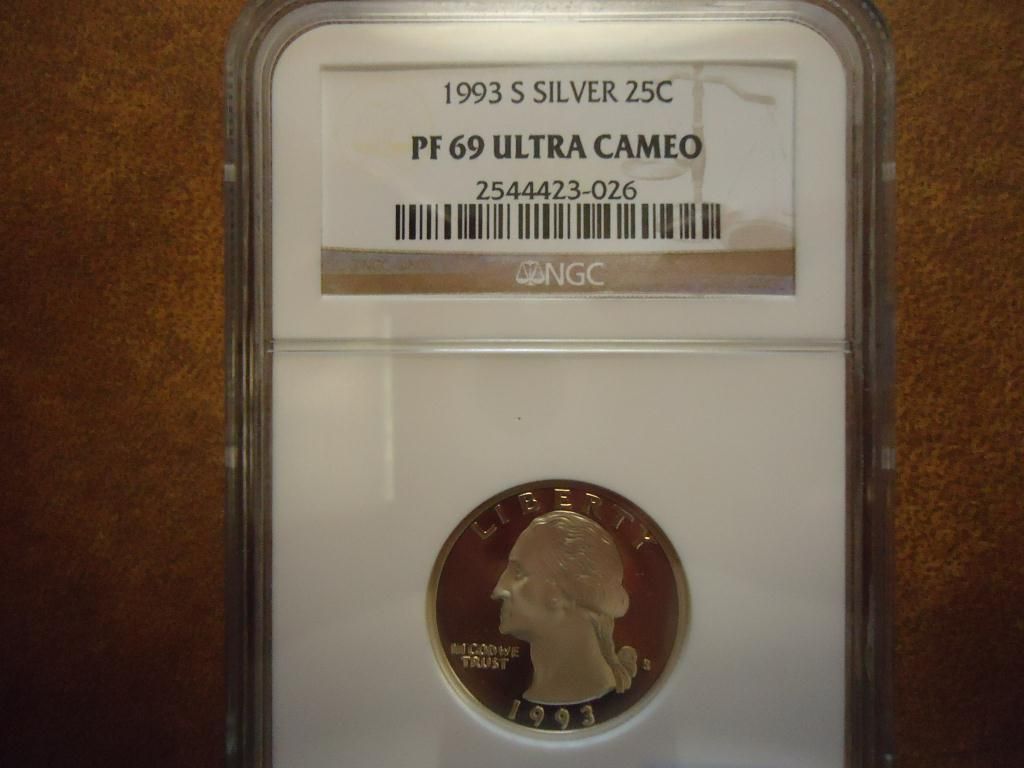 1993 S SILVER 25C
PF 69 ULTRA CAMEO
2544423-026
NGC
LIBERTY
IN GOD WE
TRUST
S
1993